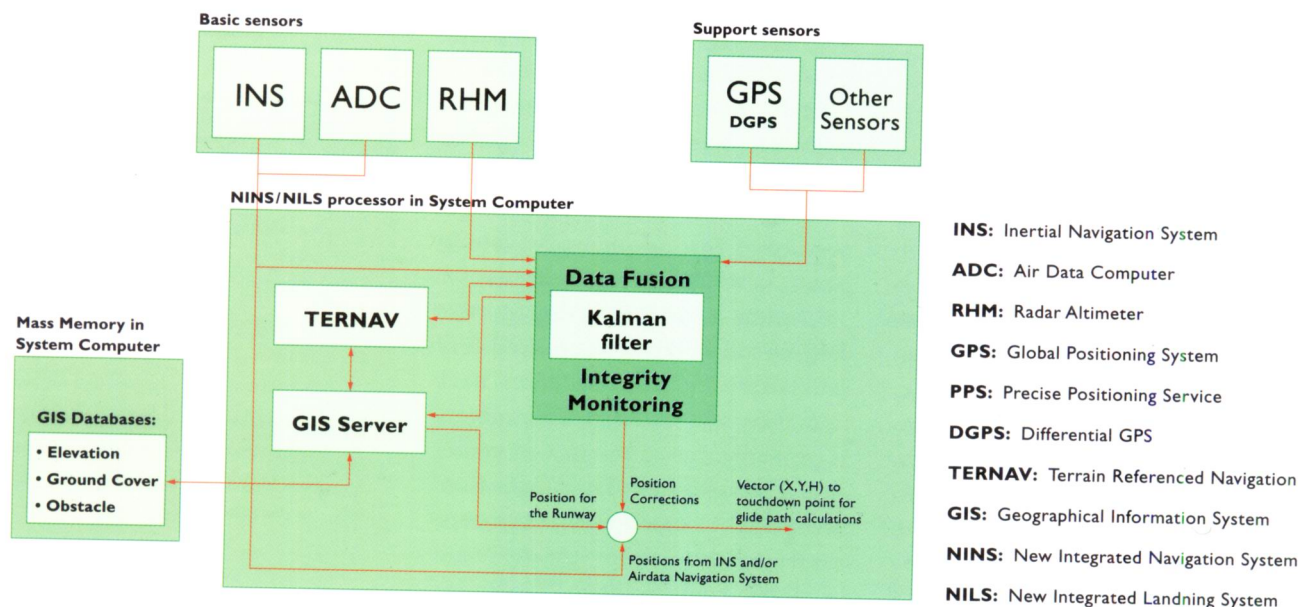 Basic sensors
INS
ADC
RHM
Support sensors
GPS
DGPS
Other
Sensors
NINS/NILS processor in System Computer
Data Fusion
Kalman
filter
Integrity
Monitoring
TERNAV
GIS Server
Mass Memory in
System Computer
GIS Databases:
• Elevation
• Ground Cover
• Obstacle
Position for
the Runway
Position
Corrections
Vector (X,Y,H) to
touchdown point for
glide path calculations
Positions from INS and/or
Airdata Navigation System
INS: Inertial Navigation System
ADC: Air Data Computer
RHM: Radar Altimeter
GPS: Global Positioning System
PPS: Precise Positioning Service
DGPS: Differential GPS
TERNAV: Terrain Referenced Navigation
GIS: Geographical Information System
NINS: New Integrated Navigation System
NILS: New Integrated Landning System